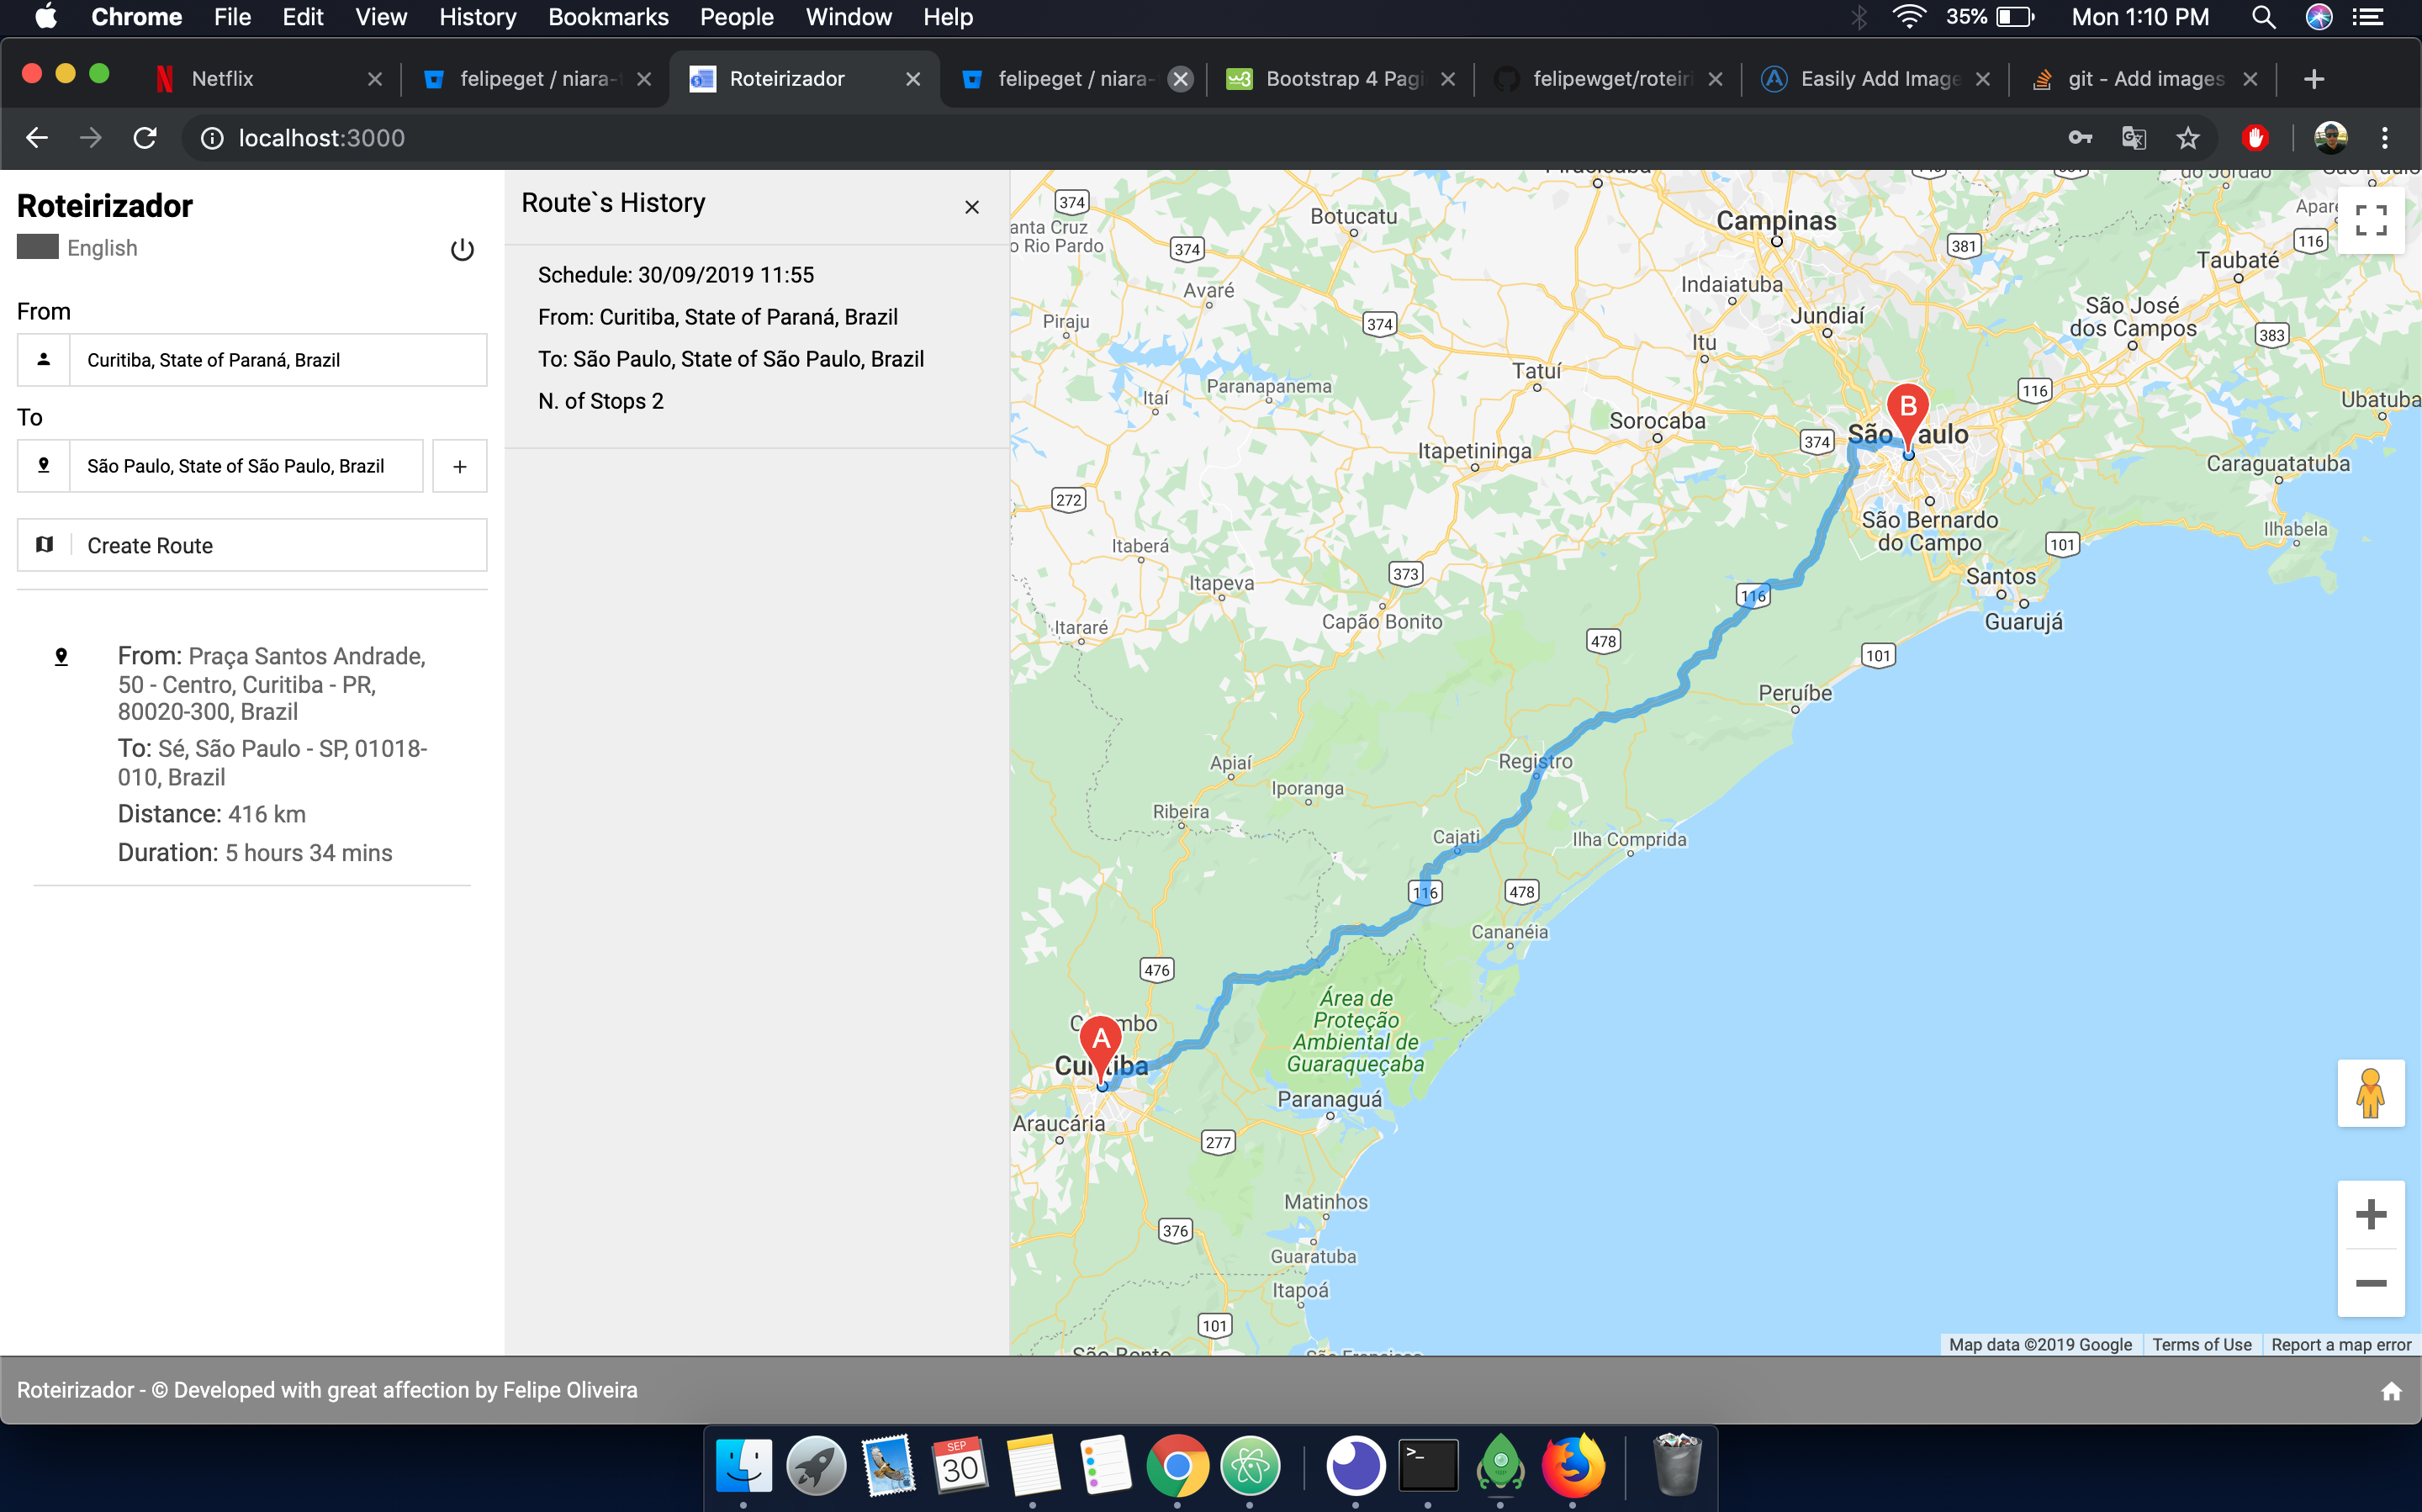 Chrome File Edit View History Bookmarks People Window Help 35% Mon 1:10 PM
Netflix felipeget / niara- Roteirizador felipeget / niara- Bootstrap 4 Pagi felipewget/roteiri Easily Add Image git - Add images
localhost:3000
Roteirizador
English
From
Curitiba, State of Paraná, Brazil
To
São Paulo, State of São Paulo, Brazil
+
Create Route
From: Praça Santos Andrade,
50 - Centro, Curitiba - PR,
80020-300, Brazil
To: Sé, São Paulo - SP, 01018-
010, Brazil
Distance: 416 km
Duration: 5 hours 34 mins
Route`s History
Schedule: 30/09/2019 11:55
From: Curitiba, State of Paraná, Brazil
To: São Paulo, State of São Paulo, Brazil
N. of Stops 2
374
Botucatu
Campinas
anta Cruz
o Rio Pardo
374
381
116
Taubaté
Avaré
Indaiatuba
Piraju
374
Jundiaí
São José
dos Campos
383
Itu
Tatuí
Paranapanema
Itaí
116
Ubatuba
B
Sorocaba
374
São Paulo
Itapetininga
Caraguatatuba
272
São Bernardo
do Campo
Ilhabela
Itaberá
101
373
Itapeva
Santos
116
Capão Bonito
Guarujá
Itararé
478
101
Peruíbe
Apiaí
Registro
Iporanga
Ribeira
Cajati
Ilha Comprida
116
478
Cananéia
476
Área de
Proteção
Ambiental de
Guaraqueçaba
A
Curitiba
Paranaguá
Araucária
277
Matinhos
376
Guaratuba
Itapoá
101
Map data ©2019 Google Terms of Use Report a map error
Roteirizador - © Developed with great affection by Felipe Oliveira
SEP
30
>_